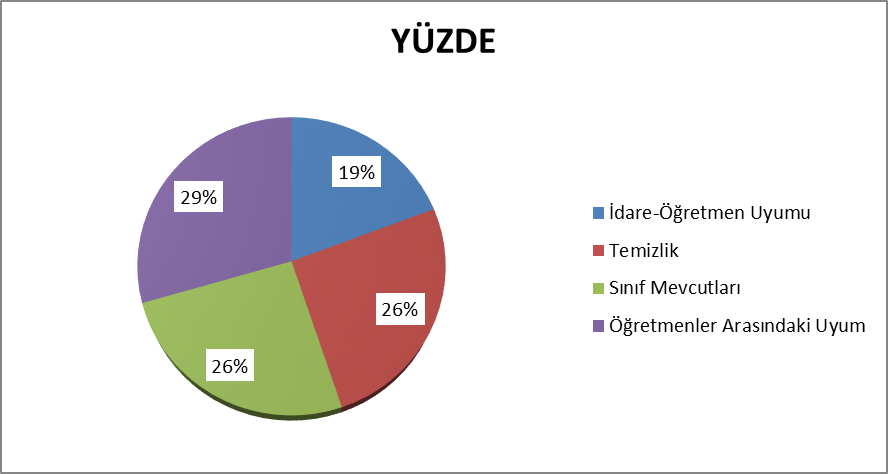 YÜZDE
19%
29%
26%
26%
İdare-Öğretmen Uyumu
Temizlik
Sınıf Mevcutları
Öğretmenler Arasındaki Uyum